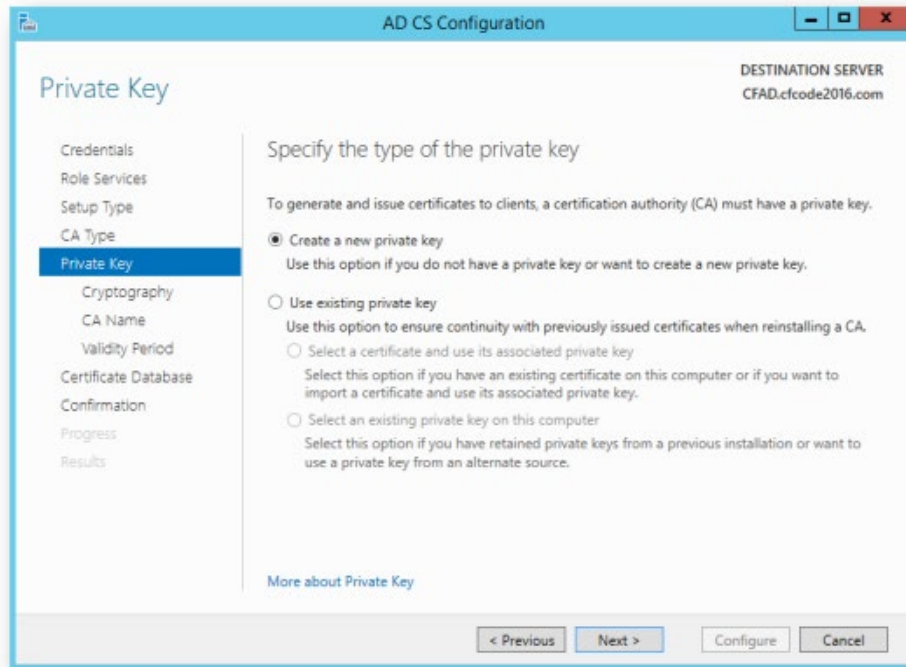 AD CS Configuration
DESTINATION SERVER
CFAD.cfcode2016.com
Private Key
Credentials
Role Services
Setup Type
CA Type
Private Key
Cryptography
CA Name
Validity Period
Certificate Database
Confirmation
Progress
Results
Specify the type of the private key
To generate and issue certificates to clients, a certification authority (CA) must have a private key.
Create a new private key
Use this option if you do not have a private key or want to create a new private key.
Use existing private key
Use this option to ensure continuity with previously issued certificates when reinstalling a CA.
Select a certificate and use its associated private key
Select this option if you have an existing certificate on this computer or if you want to
import a certificate and use its associated private key.
Select an existing private key on this computer
Select this option if you have retained private keys from a previous installation or want to
use a private key from an alternate source.
More about Private Key
< Previous
Next >
Configure
Cancel